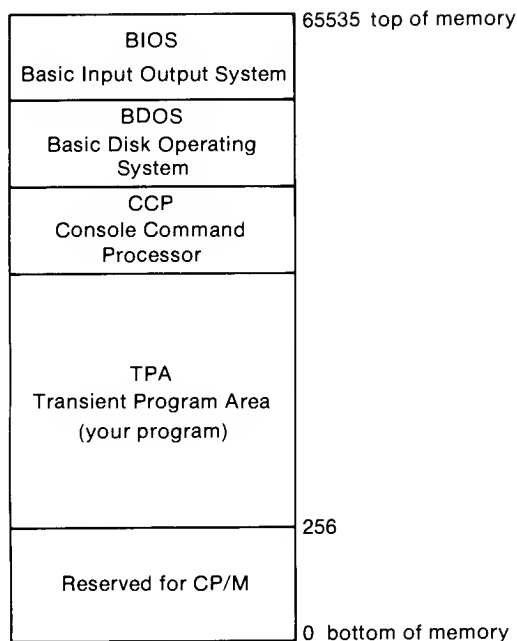 65535 top of memory
BIOS
Basic Input Output System
BDOS
Basic Disk Operating
System
CCP
Console Command
Processor
TPA
Transient Program Area
(your program)
256
Reserved for CP/M
0 bottom of memory